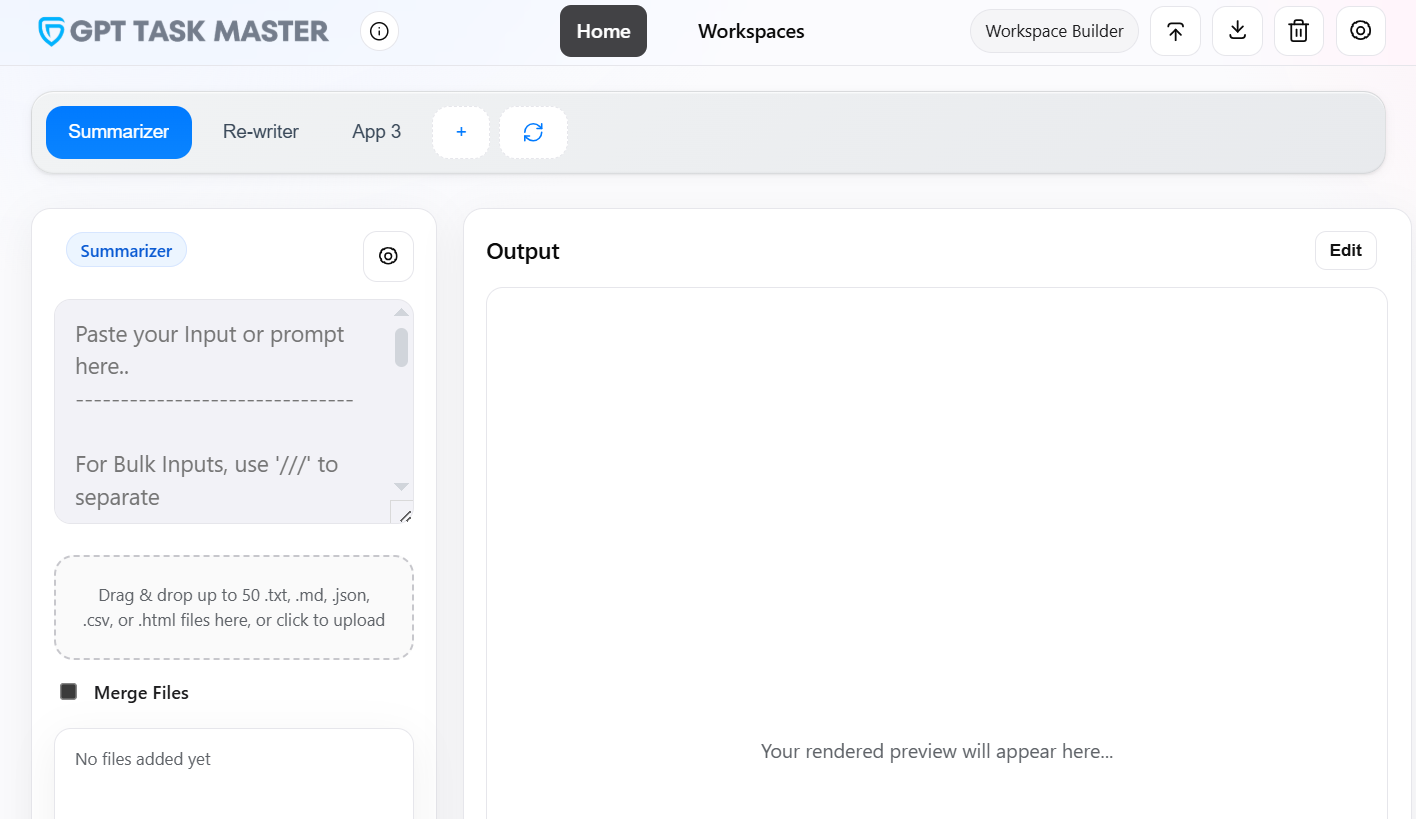 GPT TASK MASTER
Home
Workspaces
Workspace Builder
Summarizer
Re-writer
App 3
+
Summarizer
Paste your Input or prompt
here..
-------------------------------
For Bulk Inputs, use '///' to
separate
Drag & drop up to 50 .txt, .md, .json,
.csv, or .html files here, or click to upload
Merge Files
No files added yet
Output
Edit
Your rendered preview will appear here...